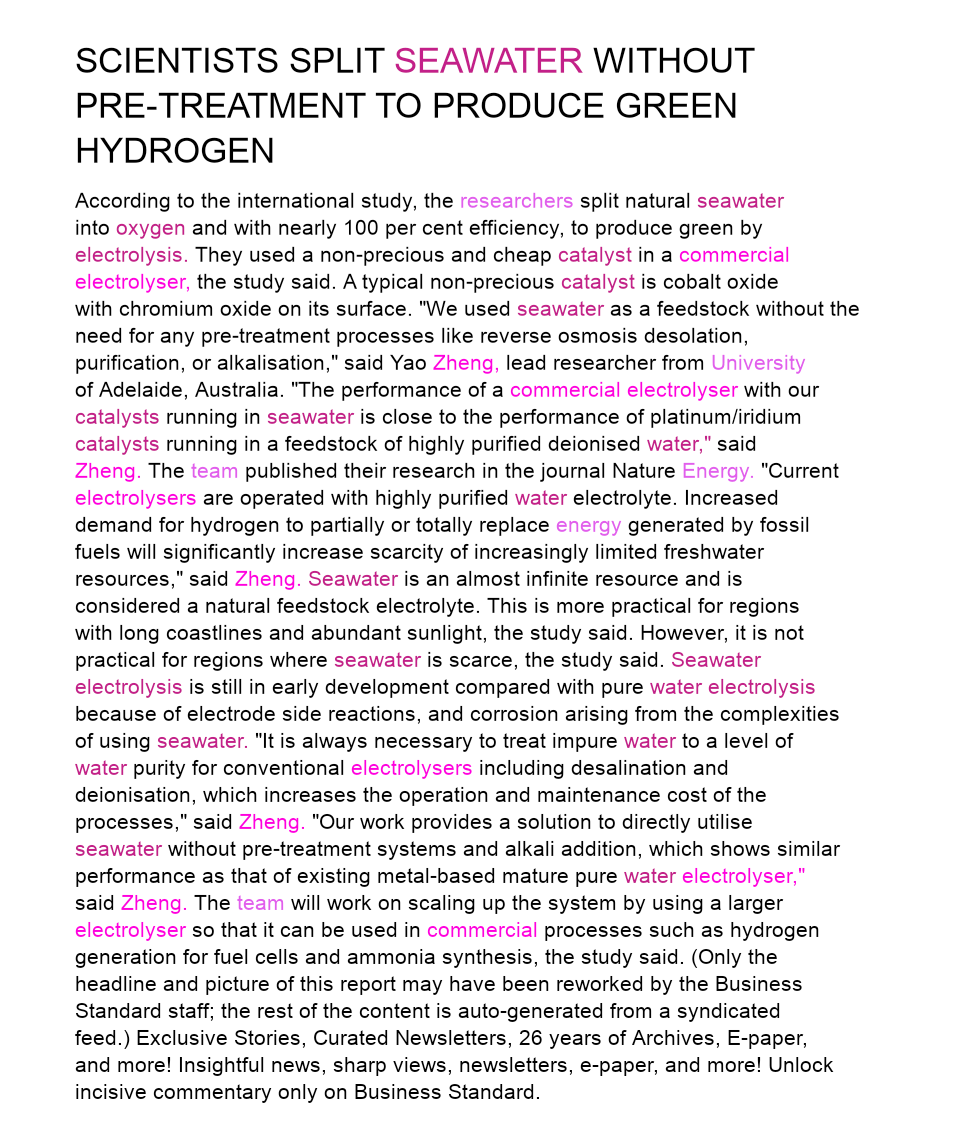 SCIENTISTS SPLIT SEAWATER WITHOUT
PRE-TREATMENT TO PRODUCE GREEN
HYDROGEN
According to the international study, the researchers split natural seawater
into oxygen and with nearly 100 per cent efficiency, to produce green by
electrolysis. They used a non-precious and cheap catalyst in a commercial
electrolyser, the study said. A typical non-precious catalyst is cobalt oxide
with chromium oxide on its surface. "We used seawater as a feedstock without the
need for any pre-treatment processes like reverse osmosis desolation,
purification, or alkalisation," said Yao Zheng, lead researcher from University
of Adelaide, Australia. "The performance of a commercial electrolyser with our
catalysts running in seawater is close to the performance of platinum/iridium
catalysts running in a feedstock of highly purified deionised water," said
Zheng. The team published their research in the journal Nature Energy. "Current
electrolysers are operated with highly purified water electrolyte. Increased
demand for hydrogen to partially or totally replace energy generated by fossil
fuels will significantly increase scarcity of increasingly limited freshwater
resources," said Zheng. Seawater is an almost infinite resource and is
considered a natural feedstock electrolyte. This is more practical for regions
with long coastlines and abundant sunlight, the study said. However, it is not
practical for regions where seawater is scarce, the study said. Seawater
electrolysis is still in early development compared with pure water electrolysis
because of electrode side reactions, and corrosion arising from the complexities
of using seawater. "It is always necessary to treat impure water to a level of
water purity for conventional electrolysers including desalination and
deionisation, which increases the operation and maintenance cost of the
processes," said Zheng. "Our work provides a solution to directly utilise
seawater without pre-treatment systems and alkali addition, which shows similar
performance as that of existing metal-based mature pure water electrolyser,"
said Zheng. The team will work on scaling up the system by using a larger
electrolyser so that it can be used in commercial processes such as hydrogen
generation for fuel cells and ammonia synthesis, the study said. (Only the
headline and picture of this report may have been reworked by the Business
Standard staff; the rest of the content is auto-generated from a syndicated
feed.) Exclusive Stories, Curated Newsletters, 26 years of Archives, E-paper,
and more! Insightful news, sharp views, newsletters, e-paper, and more! Unlock
incisive commentary only on Business Standard.